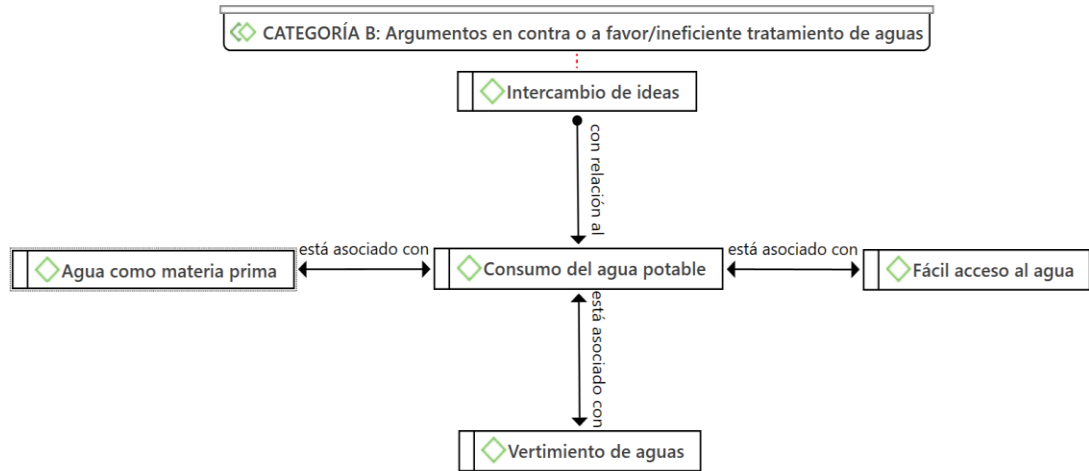 CATEGORÍA B: Argumentos en contra o a favor/ineficiente tratamiento de aguas
Intercambio de ideas
con relación al
Agua como materia prima
está asociado con
Consumo del agua potable
está asociado con
Fácil acceso al agua
está asociado con
Vertimiento de aguas